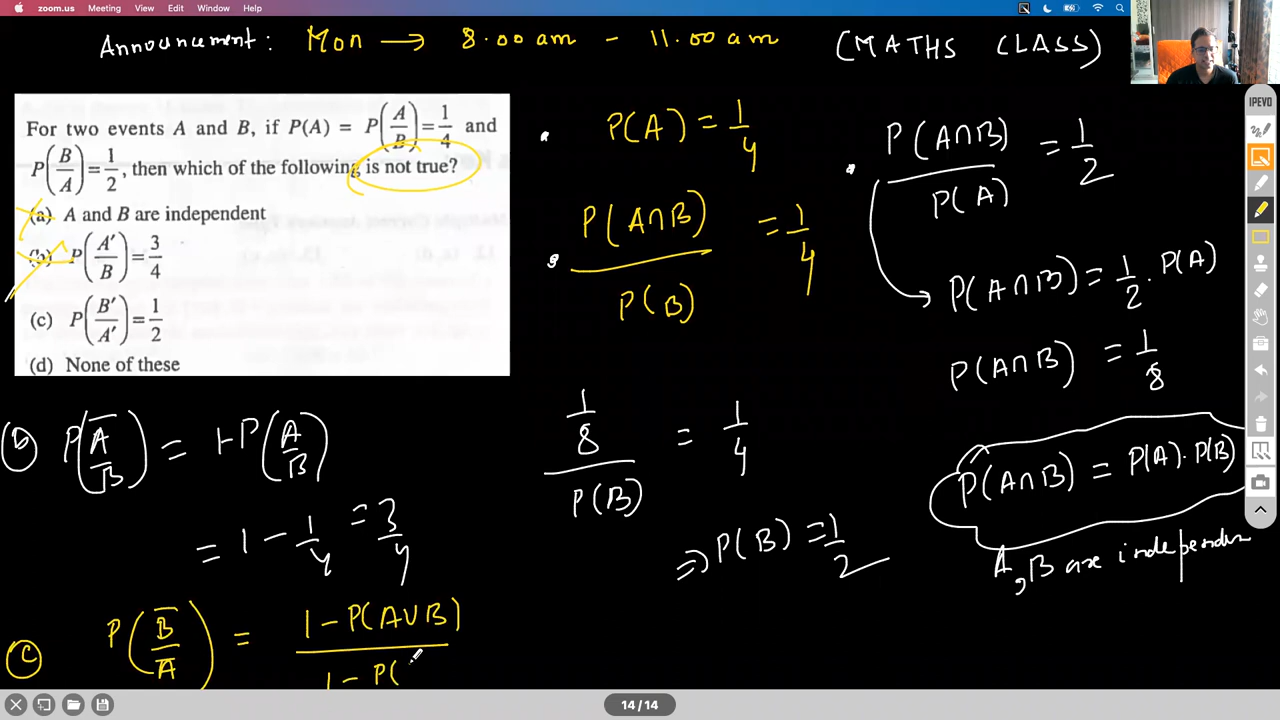 zoom.us Meeting View Edit Window Help
Announcement: Mon → 8.00 am - 11.00 am (MATHS CLASS)
IPEVO
For two events A and B, if P(A) = P(A/B) = 1/4 and
P(B/A) = 1/2, then which of the following is not true?
(a) A and B are independent
(b) P(A′/B) = 3/4
(c) P(B′/A′) = 1/2
(d) None of these
P(A) = 1/4
P(A∩B)/P(B) = 1/4
P(A∩B)/P(A) = 1/2
P(A∩B) = 1/2 · P(A)
P(A∩B) = 1/8
(1/8)/P(B) = 1/4
⇒ P(B) = 1/2
P(A∩B) = P(A) · P(B)
A, B are independen
(b) P(A̅/B) = 1-P(A/B)
= 1 - 1/4 = 3/4
(c) P(B̅/A̅) = 1 - P(A∪B)
1 - P(
14 / 14